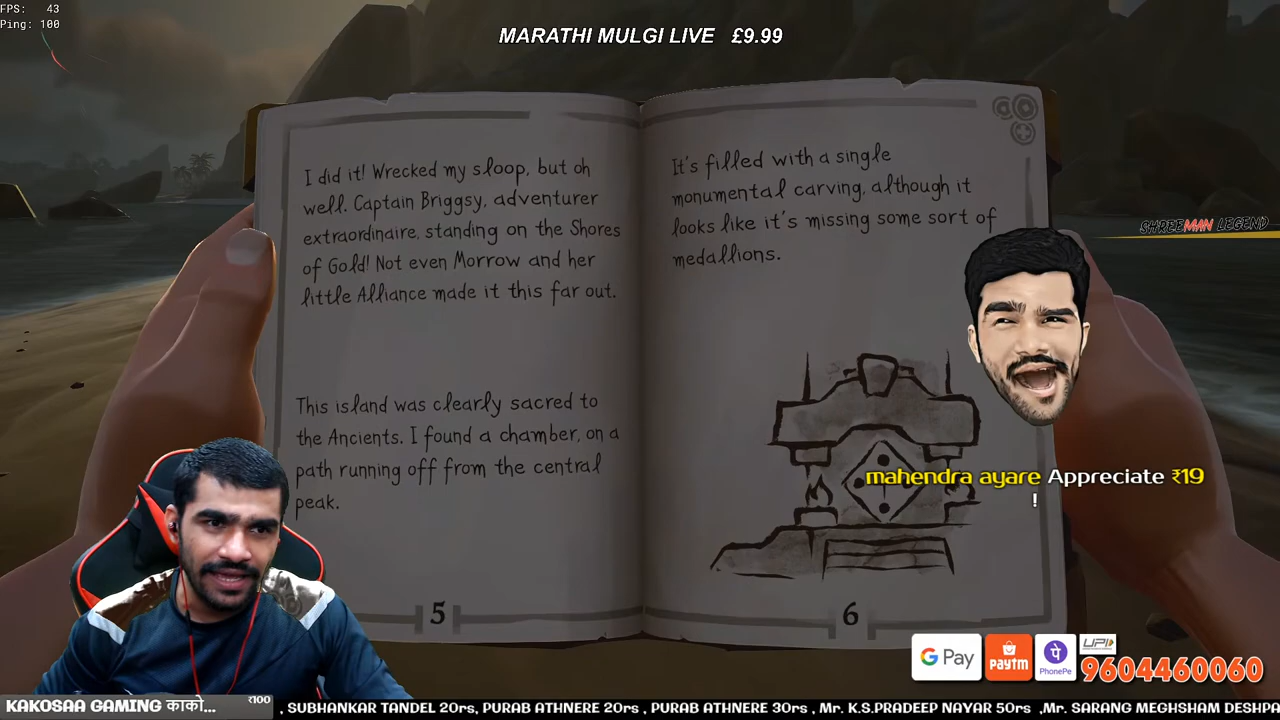 FPS: 43
Ping: 100
MARATHI MULGI LIVE £9.99
I did it! Wrecked my sloop, but oh
well. Captain Briggsy, adventurer
extraordinaire, standing on the Shores
of Gold! Not even Morrow and her
little Alliance made it this far out.
This island was clearly sacred to
the Ancients. I found a chamber, on a
path running off from the central
peak.
5
It's filled with a single
monumental carving, although it
looks like it's missing some sort of
medallions.
6
SHREEMAN LEGEND
mahendra ayare Appreciate ₹19
!
G Pay
Paytm
पे
PhonePe
UPI
9604460060
KAKOSAA GAMING काको... ₹100
, SUBHANKAR TANDEL 20rs, PURAB ATHNERE 20rs , PURAB ATHNERE 30rs , Mr. K.S.PRADEEP NAYAR 50rs ,Mr. SARANG MEGHSHAM DESHPA